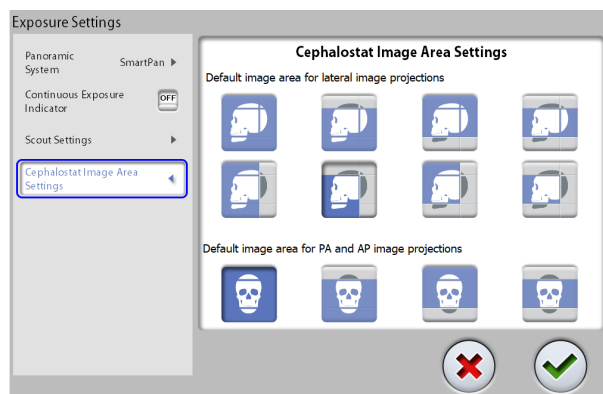 Exposure Settings
Panoramic
System
SmartPan
Continuous Exposure
Indicator
OFF
Scout Settings
Cephalostat Image Area
Settings
Cephalostat Image Area Settings
Default image area for lateral image projections
Default image area for PA and AP image projections